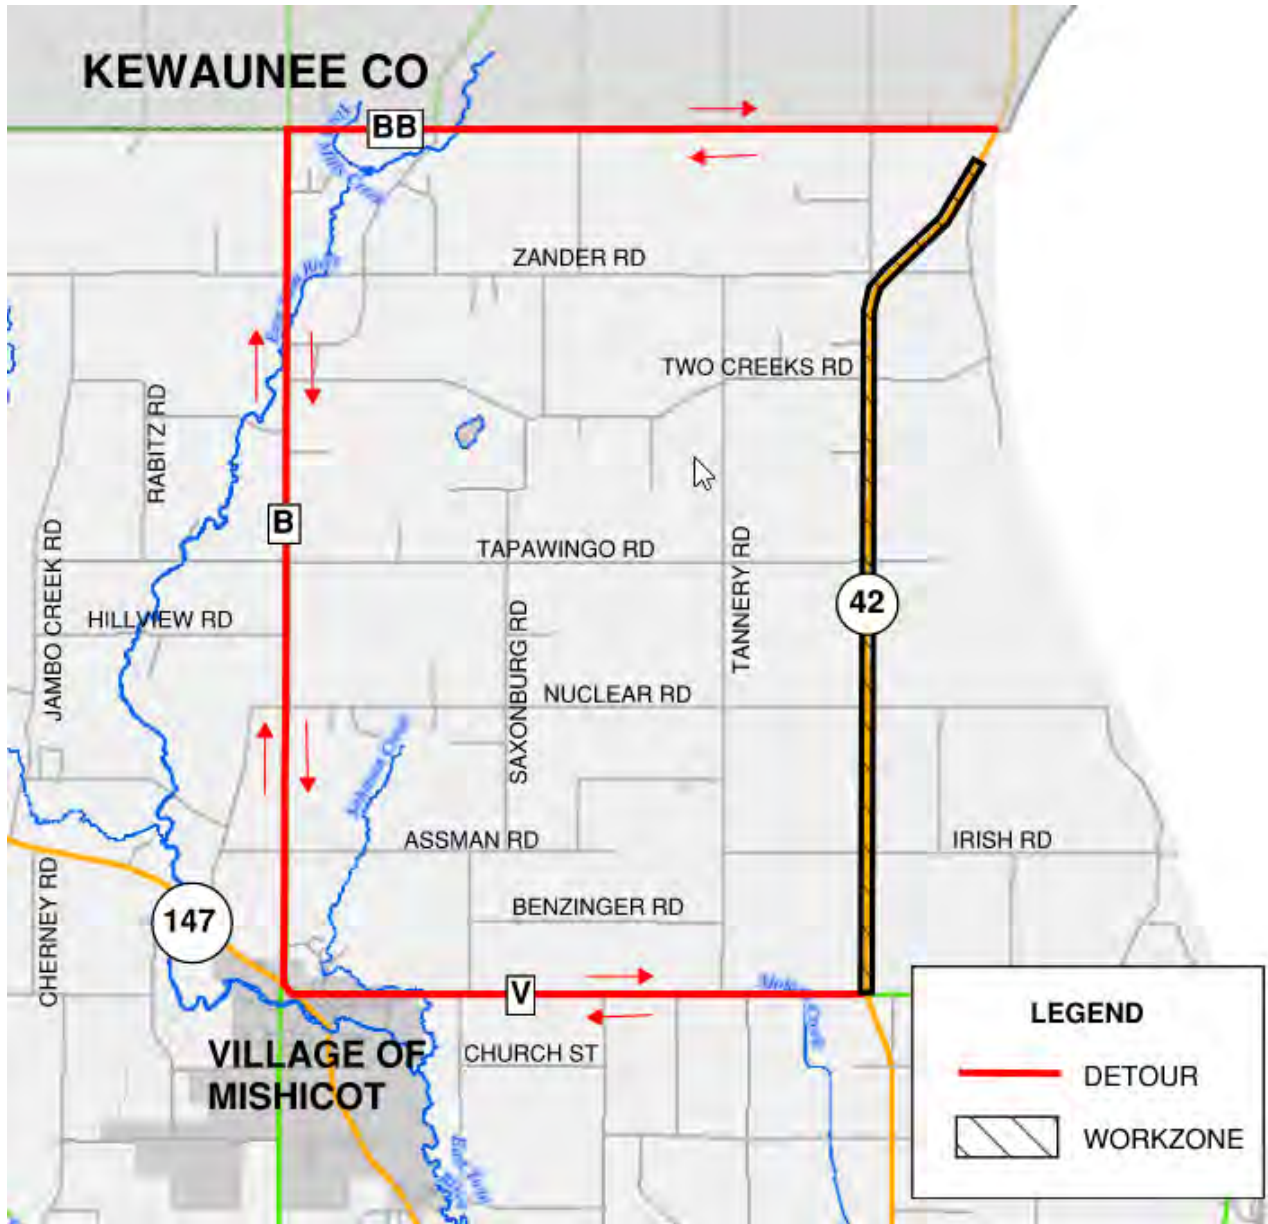 KEWAUNEE CO
BB
ZANDER RD
TWO CREEKS RD
RABITZ RD
B
TAPAWINGO RD
JAMBO CREEK RD
TANNERY RD
42
HILLVIEW RD
SAXONBURG RD
NUCLEAR RD
ASSMAN RD
IRISH RD
CHERNEY RD
147
BENZINGER RD
V
LEGEND
DETOUR
WORKZONE
CHURCH ST
VILLAGE OF
MISHICOT